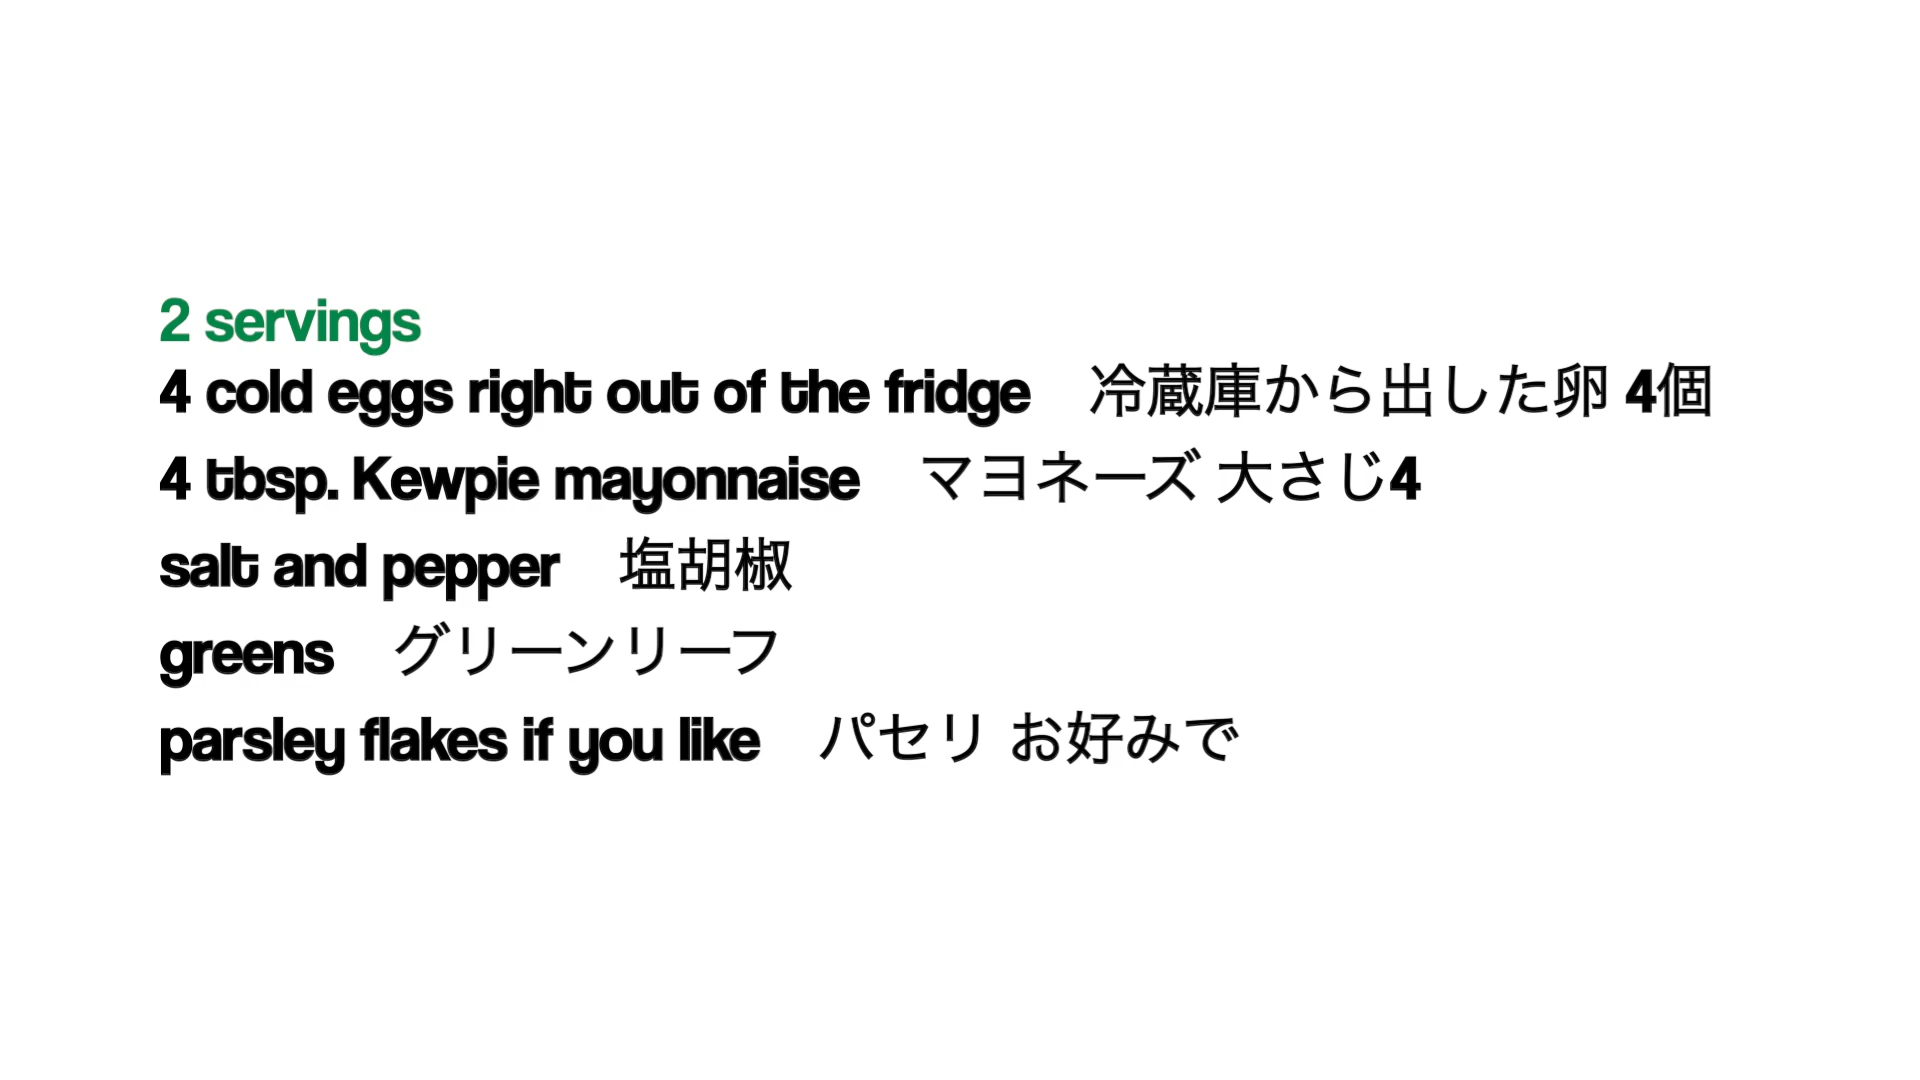 2 servings
4 cold eggs right out of the fridge　冷蔵庫から出した卵 4個
4 tbsp. Kewpie mayonnaise　マヨネーズ 大さじ4
salt and pepper　塩胡椒
greens　グリーンリーフ
parsley flakes if you like　パセリ お好みで